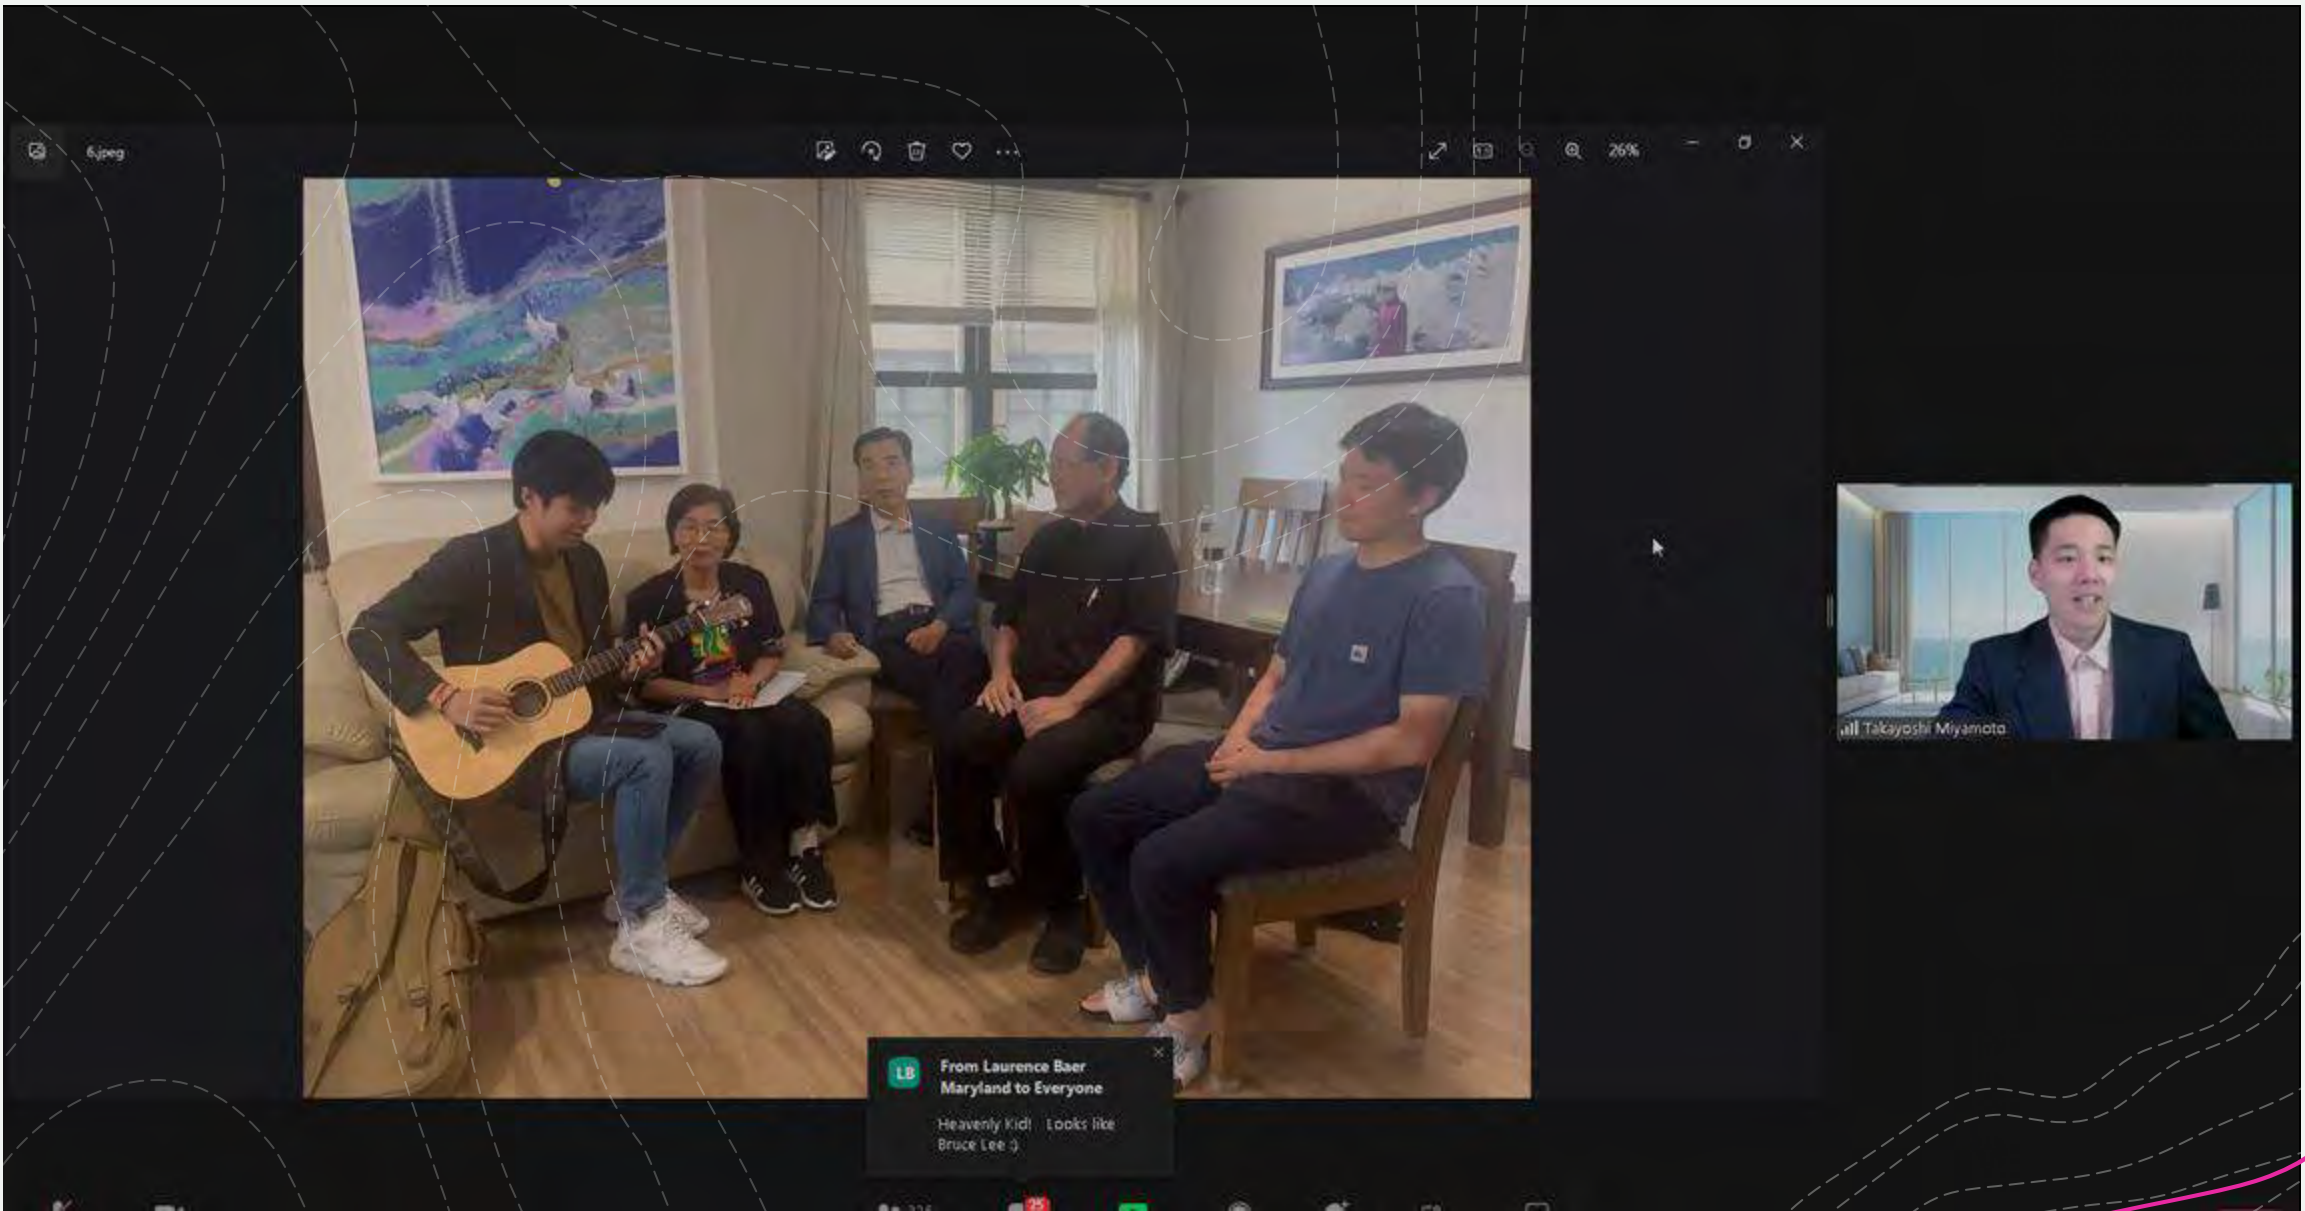 6.jpeg
26%
Takayoshi Miyamoto
LB
From Laurence Baer
Maryland to Everyone
Heavenly Kid! Looks like
Bruce Lee :)